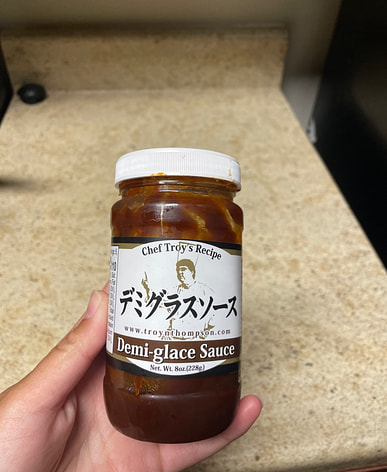 Chef Troy's Recipe
デミグラスソース
www.troynthompson.com
Demi-glace Sauce
Net. Wt. 8oz.(228g)